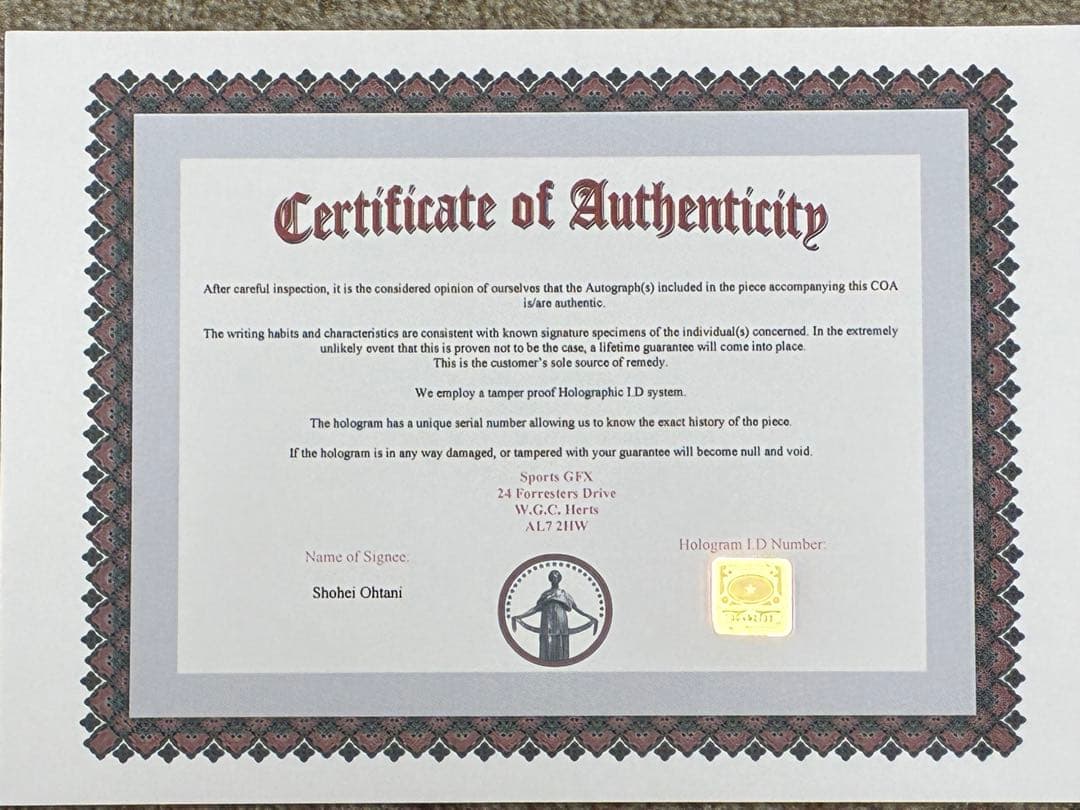 Certificate of Authenticity
After careful inspection, it is the considered opinion of ourselves that the Autograph(s) included in the piece accompanying this COA
is/are authentic.
The writing habits and characteristics are consistent with known signature specimens of the individual(s) concerned. In the extremely
unlikely event that this is proven not to be the case, a lifetime guarantee will come into place.
This is the customer's sole source of remedy.
We employ a tamper proof Holographic I.D system.
The hologram has a unique serial number allowing us to know the exact history of the piece.
If the hologram is in any way damaged, or tampered with your guarantee will become null and void.
Sports GFX
24 Forresters Drive
W.G.C. Herts
AL7 2HW
Hologram I.D Number:
Name of Signee:
Shohei Ohtani